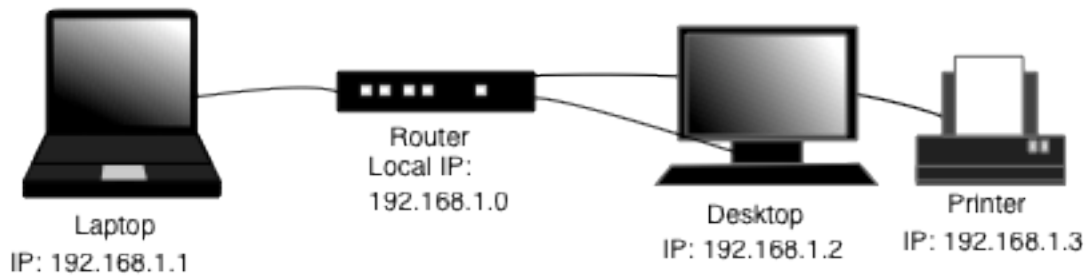 Laptop
IP: 192.168.1.1
Router
Local IP:
192.168.1.0
Desktop
IP: 192.168.1.2
Printer
IP: 192.168.1.3